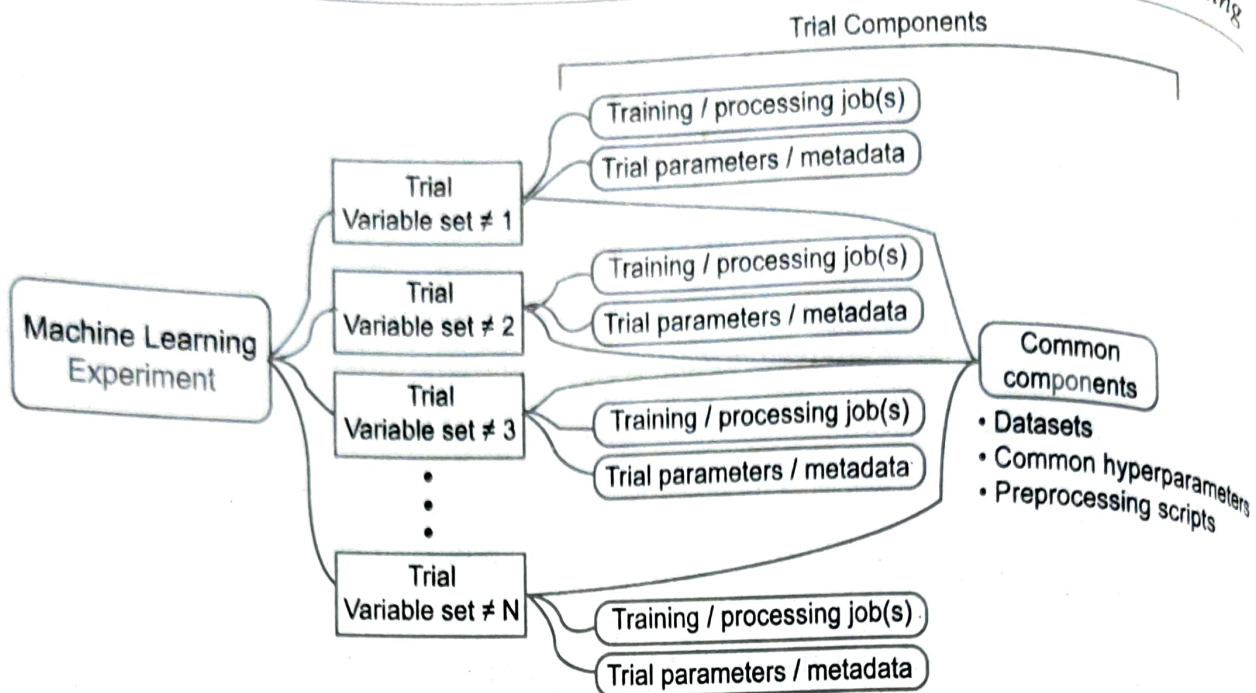 Trial Components
Training / processing job(s)
Trial parameters / metadata
Trial
Variable set ≠ 1
Training / processing job(s)
Trial parameters / metadata
Trial
Variable set ≠ 2
Machine Learning
Experiment
Common
components
• Datasets
• Common hyperparameters
• Preprocessing scripts
Trial
Variable set ≠ 3
Training / processing job(s)
Trial parameters / metadata
Trial
Variable set ≠ N
Training / processing job(s)
Trial parameters / metadata